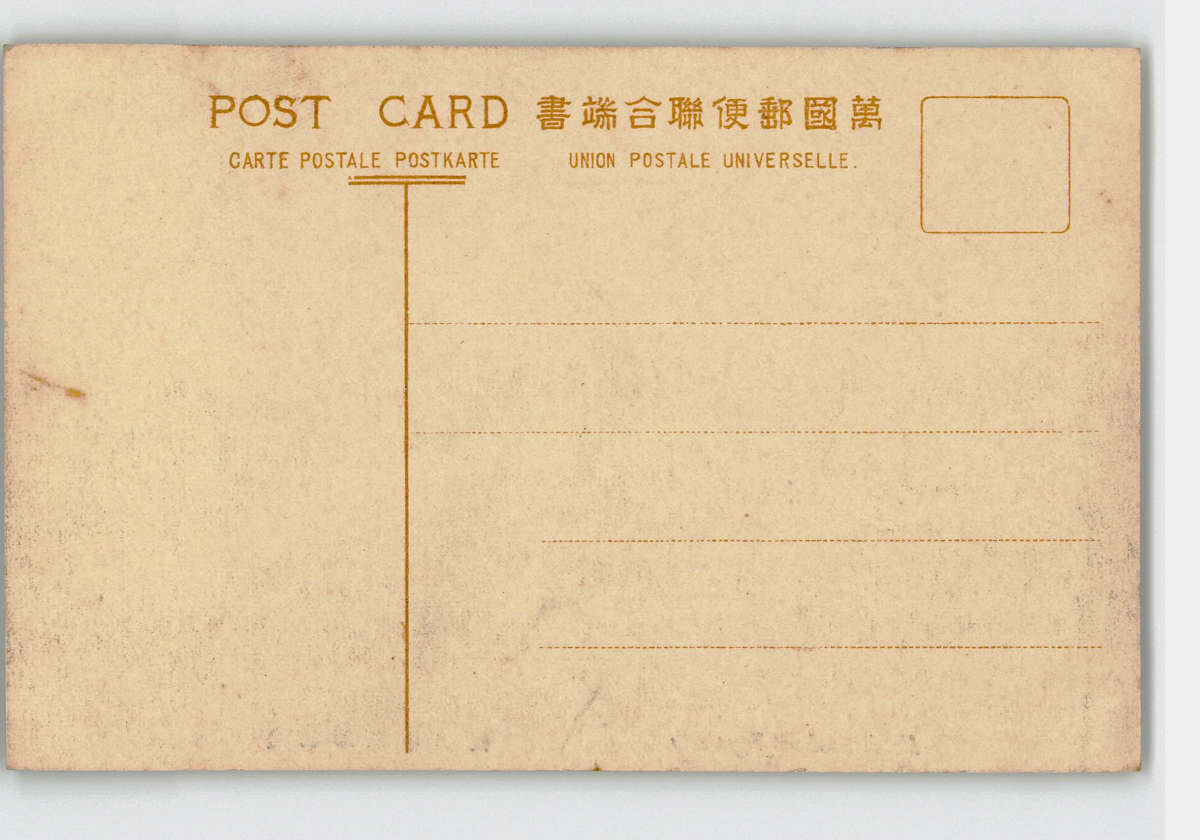 POST CARD 書端合聯便郵國萬
CARTE POSTALE POSTKARTE UNION POSTALE UNIVERSELLE.